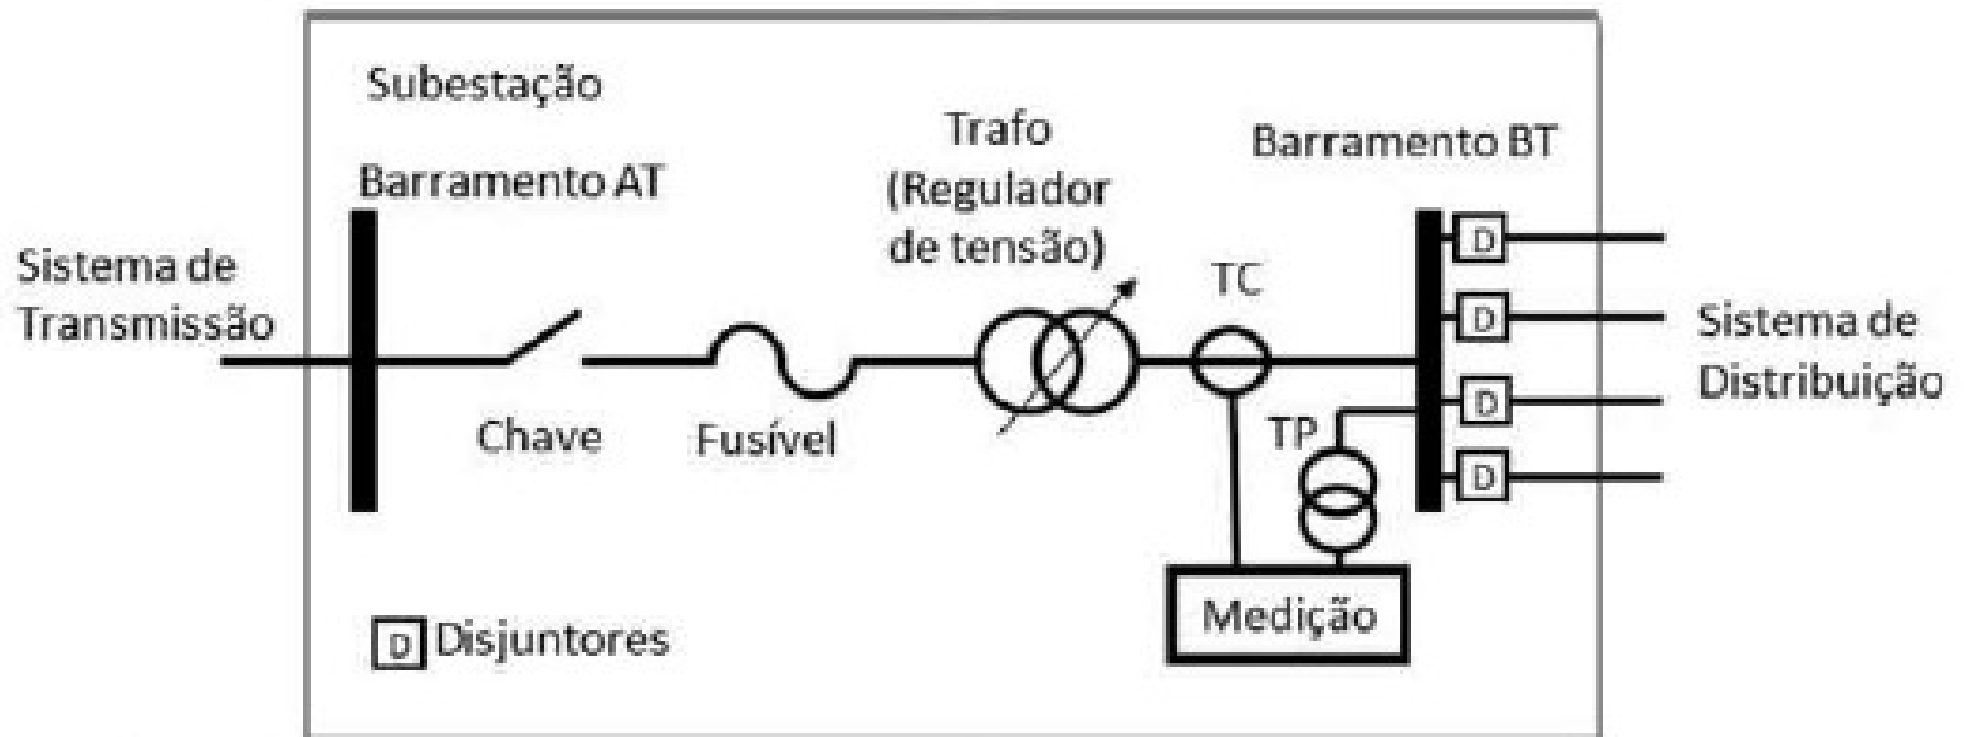 Subestação
Barramento AT
Sistema de
Transmissão
Chave
Fusível
Trafo
(Regulador
de tensão)
TC
TP
Medição
Barramento BT
D
D
D
D
Sistema de
Distribuição
D Disjuntores